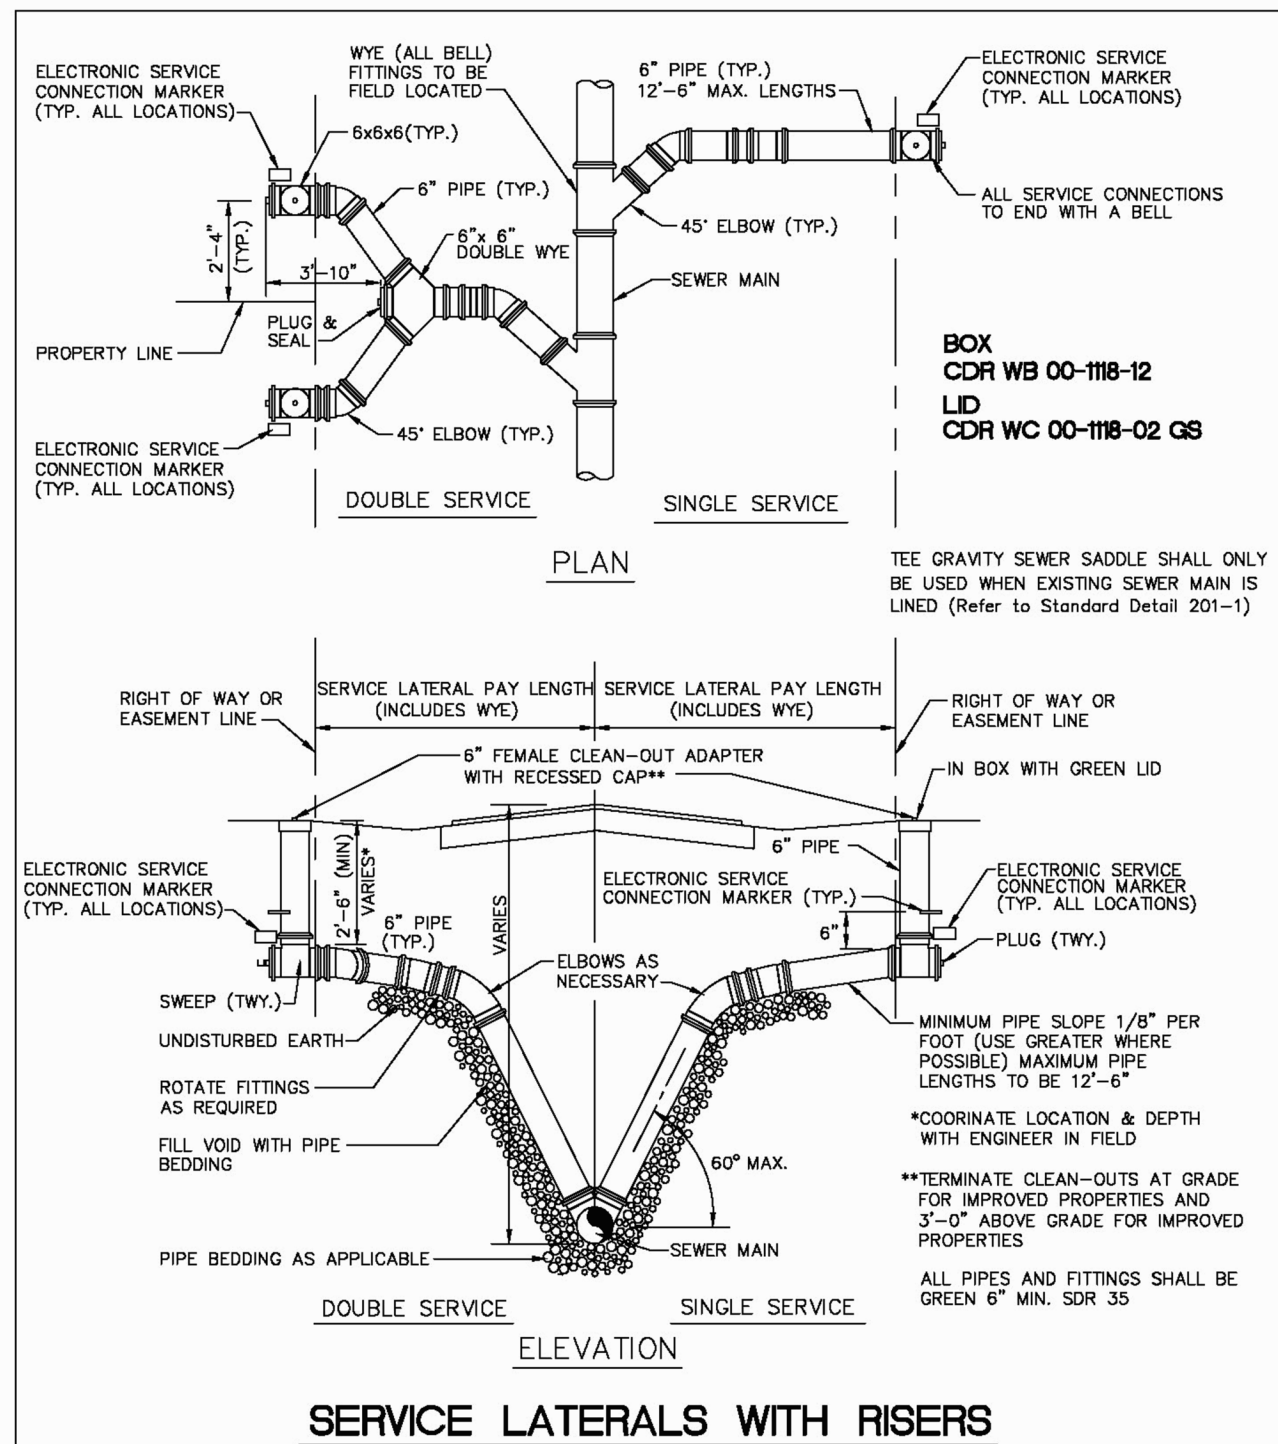 ELECTRONIC SERVICE
CONNECTION MARKER
(TYP. ALL LOCATIONS)
WYE (ALL BELL)
FITTINGS TO BE
FIELD LOCATED
6" PIPE (TYP.)
12'-6" MAX. LENGTHS
ELECTRONIC SERVICE
CONNECTION MARKER
(TYP. ALL LOCATIONS)
6x6x6(TYP.)
6" PIPE (TYP.)
ALL SERVICE CONNECTIONS
TO END WITH A BELL
45° ELBOW (TYP.)
6"x 6"
DOUBLE WYE
2'-4"
(TYP.)
3'-10"
SEWER MAIN
PLUG &
SEAL
PROPERTY LINE
BOX
CDR WB 00-1118-12
LID
CDR WC 00-1118-02 GS
45° ELBOW (TYP.)
ELECTRONIC SERVICE
CONNECTION MARKER
(TYP. ALL LOCATIONS)
DOUBLE SERVICE
SINGLE SERVICE
PLAN
TEE GRAVITY SEWER SADDLE SHALL ONLY
BE USED WHEN EXISTING SEWER MAIN IS
LINED (Refer to Standard Detail 201-1)
RIGHT OF WAY OR
EASEMENT LINE
SERVICE LATERAL PAY LENGTH
(INCLUDES WYE)
SERVICE LATERAL PAY LENGTH
(INCLUDES WYE)
RIGHT OF WAY OR
EASEMENT LINE
6" FEMALE CLEAN-OUT ADAPTER
WITH RECESSED CAP**
IN BOX WITH GREEN LID
2'-6" (MIN)
VARIES*
VARIES
6" PIPE
ELECTRONIC SERVICE
CONNECTION MARKER
(TYP. ALL LOCATIONS)
ELECTRONIC SERVICE
CONNECTION MARKER (TYP.)
ELECTRONIC SERVICE
CONNECTION MARKER
(TYP. ALL LOCATIONS)
6" PIPE
(TYP.)
6"
PLUG (TWY.)
ELBOWS AS
NECESSARY
SWEEP (TWY.)
UNDISTURBED EARTH
MINIMUM PIPE SLOPE 1/8" PER
FOOT (USE GREATER WHERE
POSSIBLE) MAXIMUM PIPE
LENGTHS TO BE 12'-6"
ROTATE FITTINGS
AS REQUIRED
*COORINATE LOCATION & DEPTH
WITH ENGINEER IN FIELD
FILL VOID WITH PIPE
BEDDING
60° MAX.
**TERMINATE CLEAN-OUTS AT GRADE
FOR IMPROVED PROPERTIES AND
3'-0" ABOVE GRADE FOR IMPROVED
PROPERTIES
PIPE BEDDING AS APPLICABLE
SEWER MAIN
ALL PIPES AND FITTINGS SHALL BE
GREEN 6" MIN. SDR 35
DOUBLE SERVICE
SINGLE SERVICE
ELEVATION
SERVICE LATERALS WITH RISERS